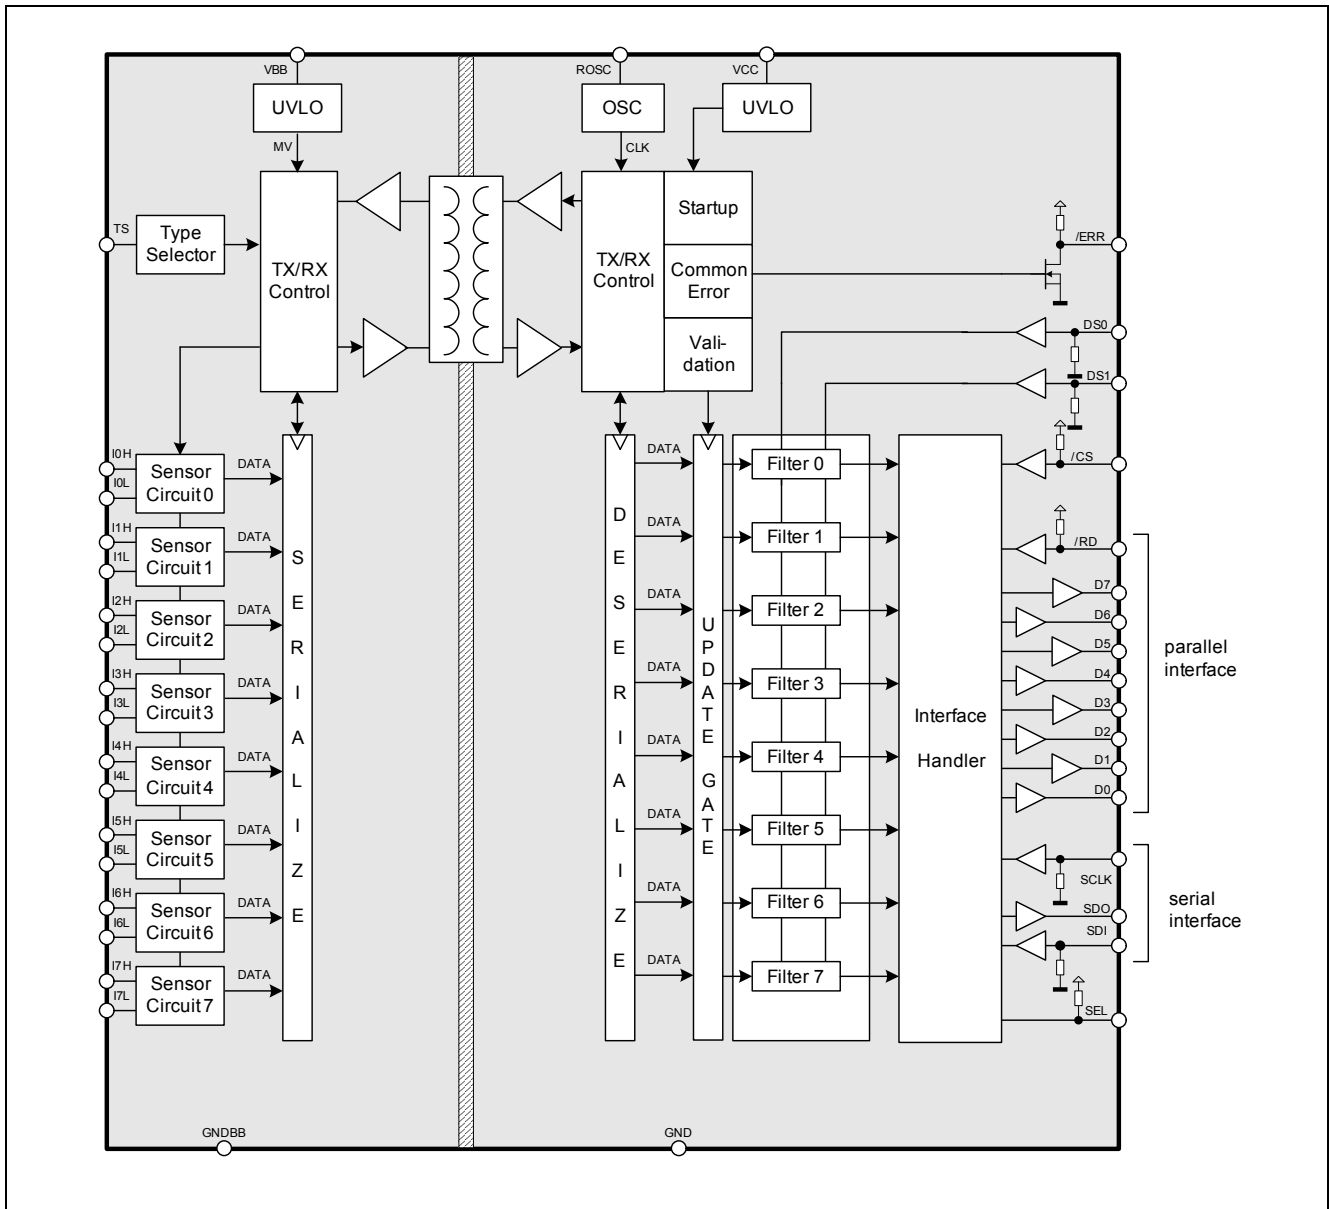 VBB
ROSC
VCC
UVLO
OSC
UVLO
MV
CLK
TS
Type
Selector
TX/RX
Control
TX/RX
Control
Startup
Common
Error
Vali-
dation
/ERR
DS0
DS1
/CS
/RD
D7
D6
D5
D4
D3
D2
D1
D0
SCLK
SDO
SDI
SEL
parallel
interface
serial
interface
I0H
I0L
Sensor
Circuit 0
DATA
I1H
I1L
Sensor
Circuit 1
DATA
I2H
I2L
Sensor
Circuit 2
DATA
I3H
I3L
Sensor
Circuit 3
DATA
I4H
I4L
Sensor
Circuit 4
DATA
I5H
I5L
Sensor
Circuit 5
DATA
I6H
I6L
Sensor
Circuit 6
DATA
I7H
I7L
Sensor
Circuit 7
DATA
SERIALIZE
DESERIALIZE
DATA
DATA
DATA
DATA
DATA
DATA
DATA
DATA
UPDATE GATE
Filter 0
Filter 1
Filter 2
Filter 3
Filter 4
Filter 5
Filter 6
Filter 7
Interface
Handler
GNDBB
GND